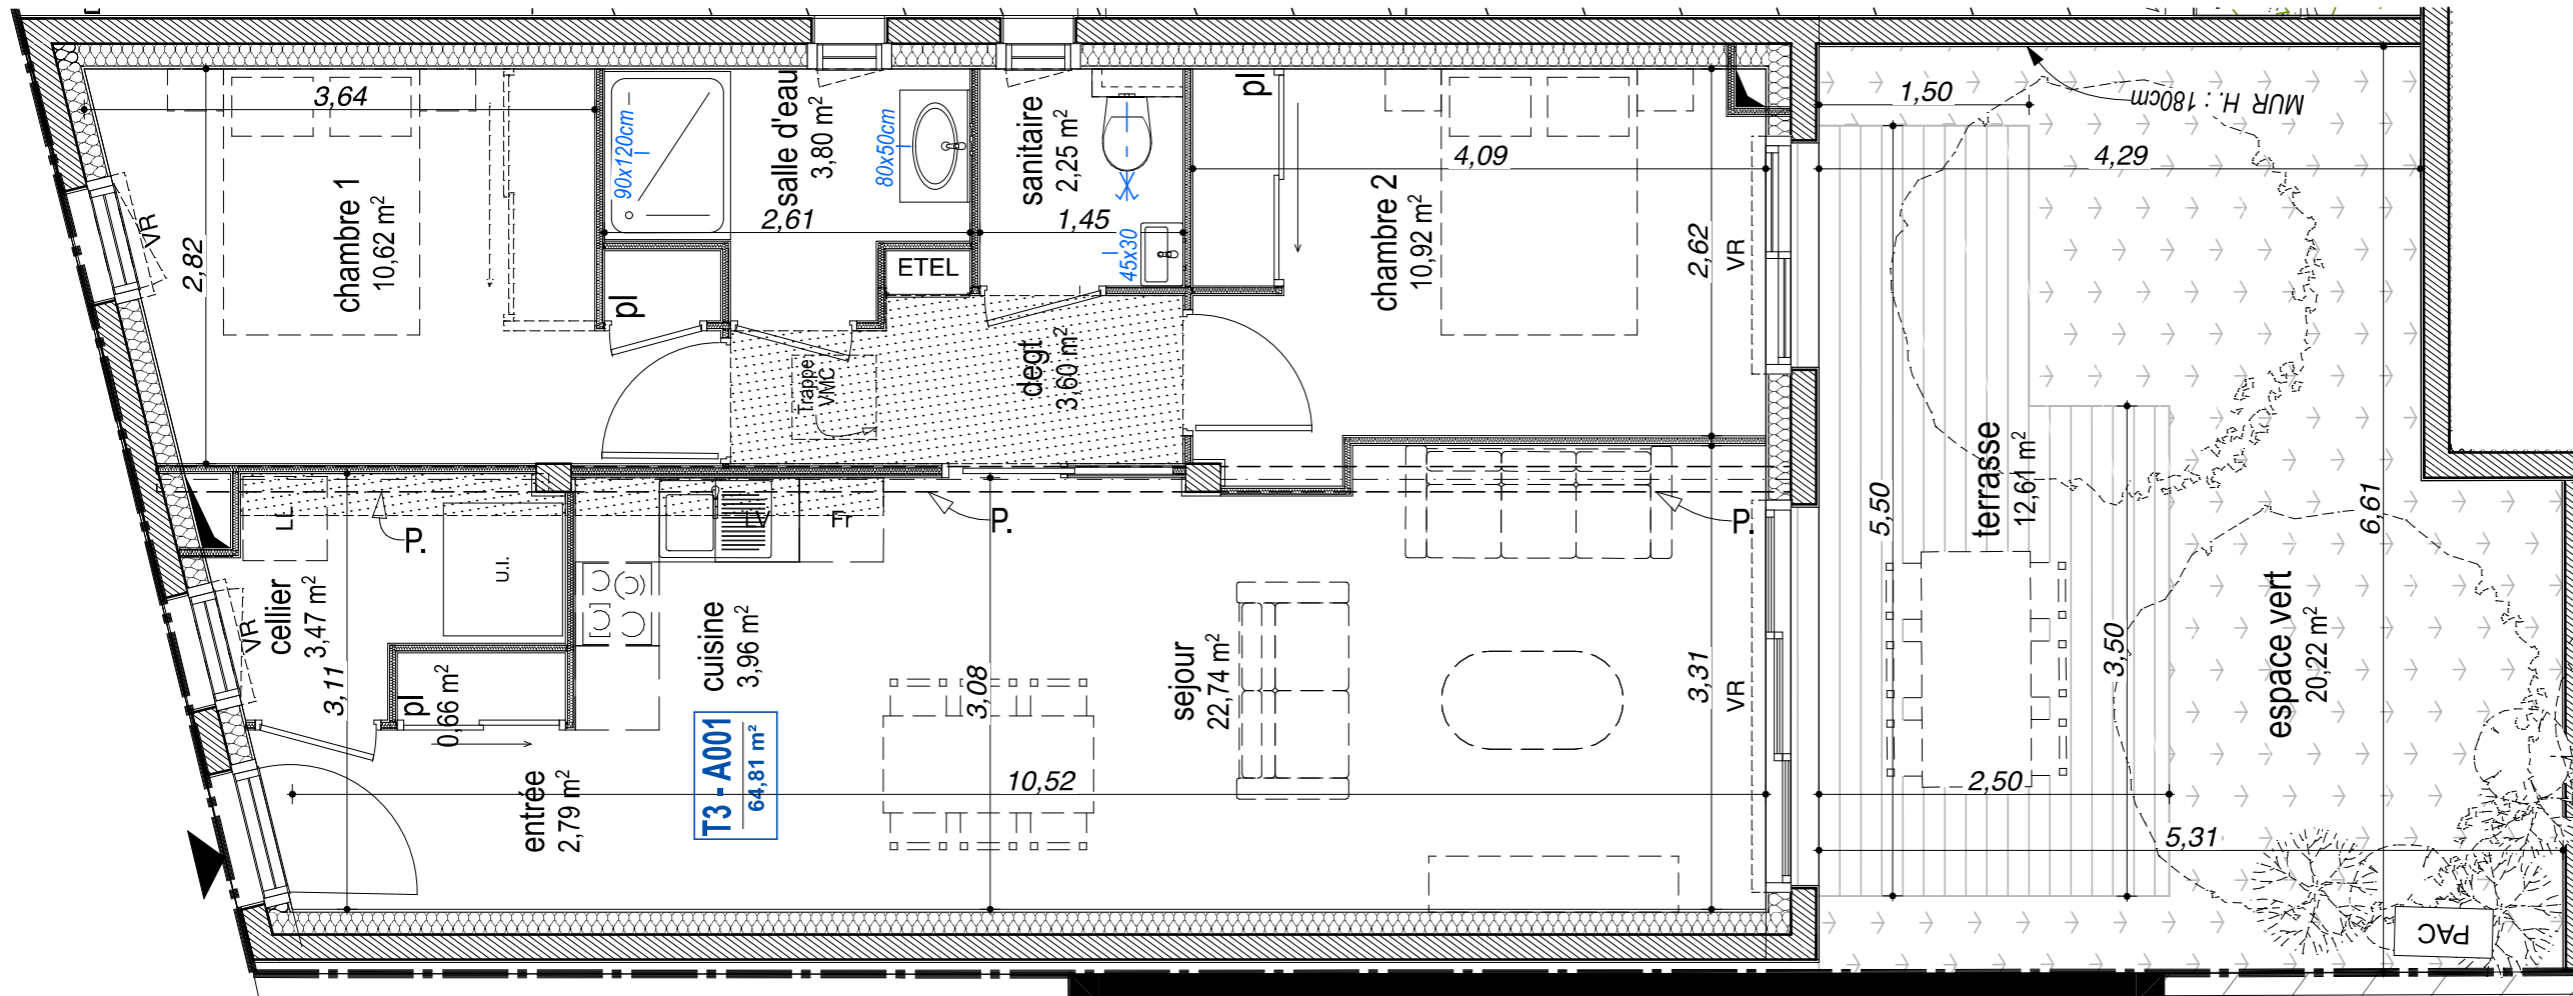 3,64
2,82
chambre 1
10,62 m²
VR
90x120cm
pl
salle d'eau
3,80 m²
2,61
80x50cm
ETEL
sanitaire
2,25 m²
1,45
45x30
pl
4,09
chambre 2
10,92 m²
2,62
VR
degt
3,60 m²
Trappe
VMC
MUR H. : 180cm
1,50
4,29
terrasse
12,61 m²
5,50
3,50
2,50
6,61
5,31
espace vert
20,22 m²
PAC
LL
U.I.
P.
cellier
3,47 m²
VR
3,11
pl
0,66 m²
entrée
2,79 m²
cuisine
3,96 m²
LV
Fr
P.
3,08
T3 - A001
64,81 m²
10,52
sejour
22,74 m²
P.
3,31
VR